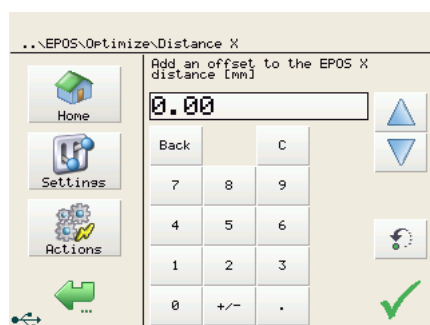 ..\EPOS\Optimize\Distance X
Add an offset to the EPOS X
distance [mm]
0.00
Home
Back
C
Settings
7
8
9
4
5
6
Actions
1
2
3
...
0
+/-
.